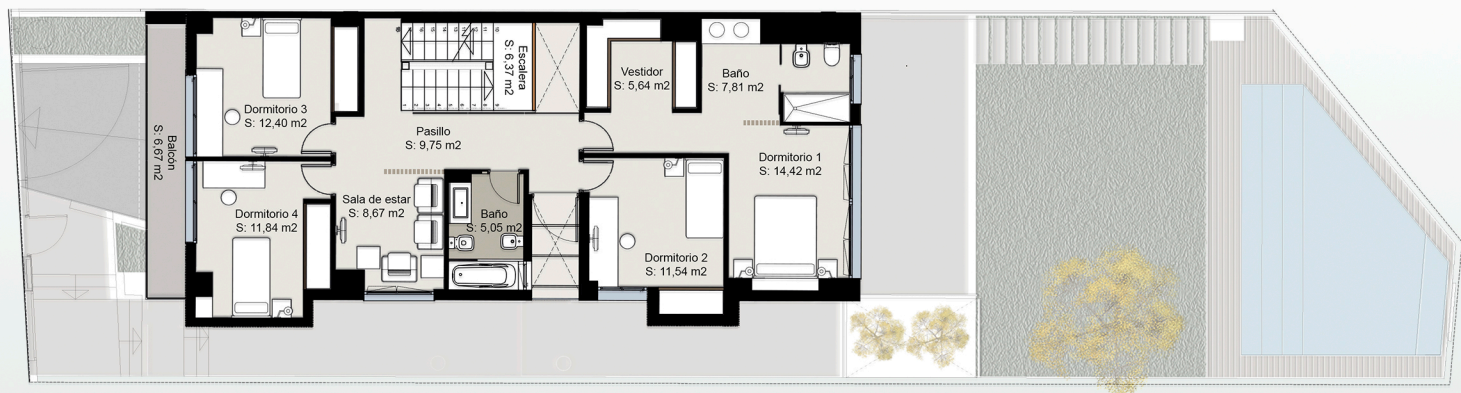 Balcón
S: 6,67 m2
Dormitorio 3
S: 12,40 m2
Dormitorio 4
S: 11,84 m2
Pasillo
S: 9,75 m2
Escalera
S: 6,37 m2
Sala de estar
S: 8,67 m2
Baño
S: 5,05 m2
Vestidor
S: 5,64 m2
Baño
S: 7,81 m2
Dormitorio 1
S: 14,42 m2
Dormitorio 2
S: 11,54 m2